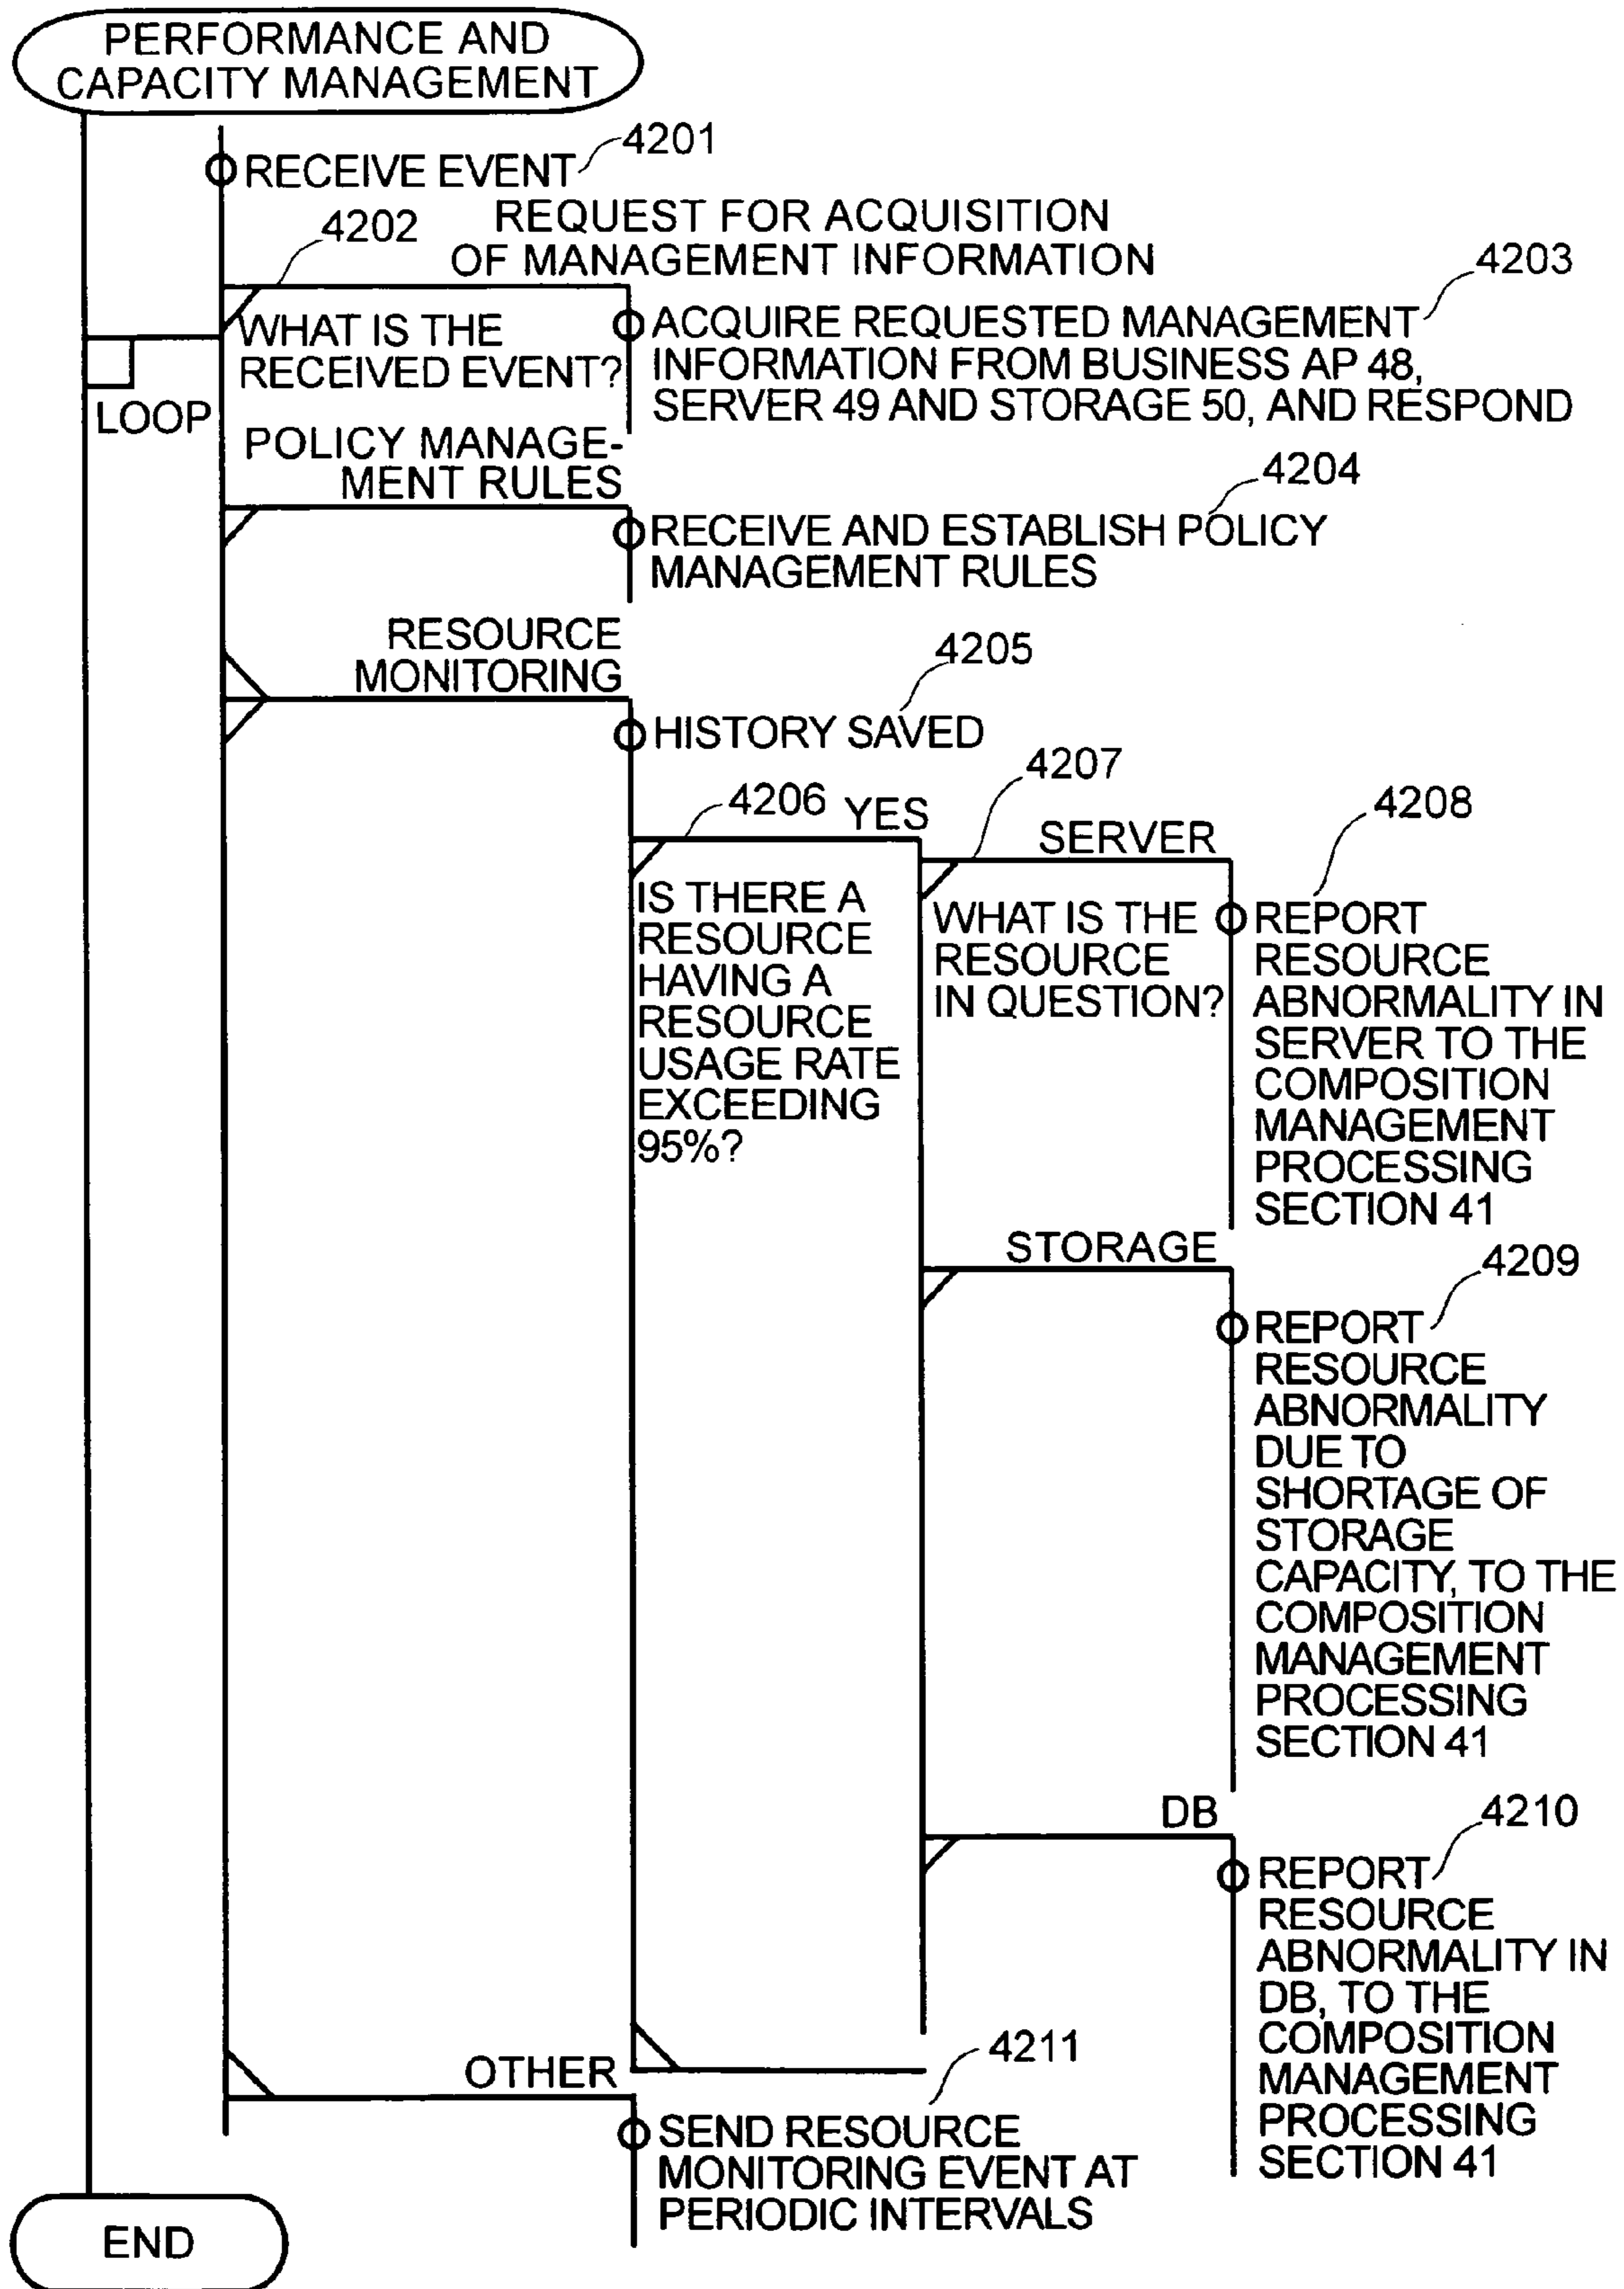 PERFORMANCE AND
CAPACITY MANAGEMENT
RECEIVE EVENT
4201
4202
REQUEST FOR ACQUISITION
OF MANAGEMENT INFORMATION
4203
WHAT IS THE
RECEIVED EVENT?
ACQUIRE REQUESTED MANAGEMENT
INFORMATION FROM BUSINESS AP 48,
SERVER 49 AND STORAGE 50, AND RESPOND
LOOP
POLICY MANAGE-
MENT RULES
4204
RECEIVE AND ESTABLISH POLICY
MANAGEMENT RULES
RESOURCE
MONITORING
4205
HISTORY SAVED
4206
YES
4207
SERVER
4208
IS THERE A
RESOURCE
HAVING A
RESOURCE
USAGE RATE
EXCEEDING
95%?
WHAT IS THE
RESOURCE
IN QUESTION?
REPORT
RESOURCE
ABNORMALITY IN
SERVER TO THE
COMPOSITION
MANAGEMENT
PROCESSING
SECTION 41
STORAGE
4209
REPORT
RESOURCE
ABNORMALITY
DUE TO
SHORTAGE OF
STORAGE
CAPACITY, TO THE
COMPOSITION
MANAGEMENT
PROCESSING
SECTION 41
DB
4210
REPORT
RESOURCE
ABNORMALITY IN
DB, TO THE
COMPOSITION
MANAGEMENT
PROCESSING
SECTION 41
OTHER
4211
SEND RESOURCE
MONITORING EVENT AT
PERIODIC INTERVALS
END